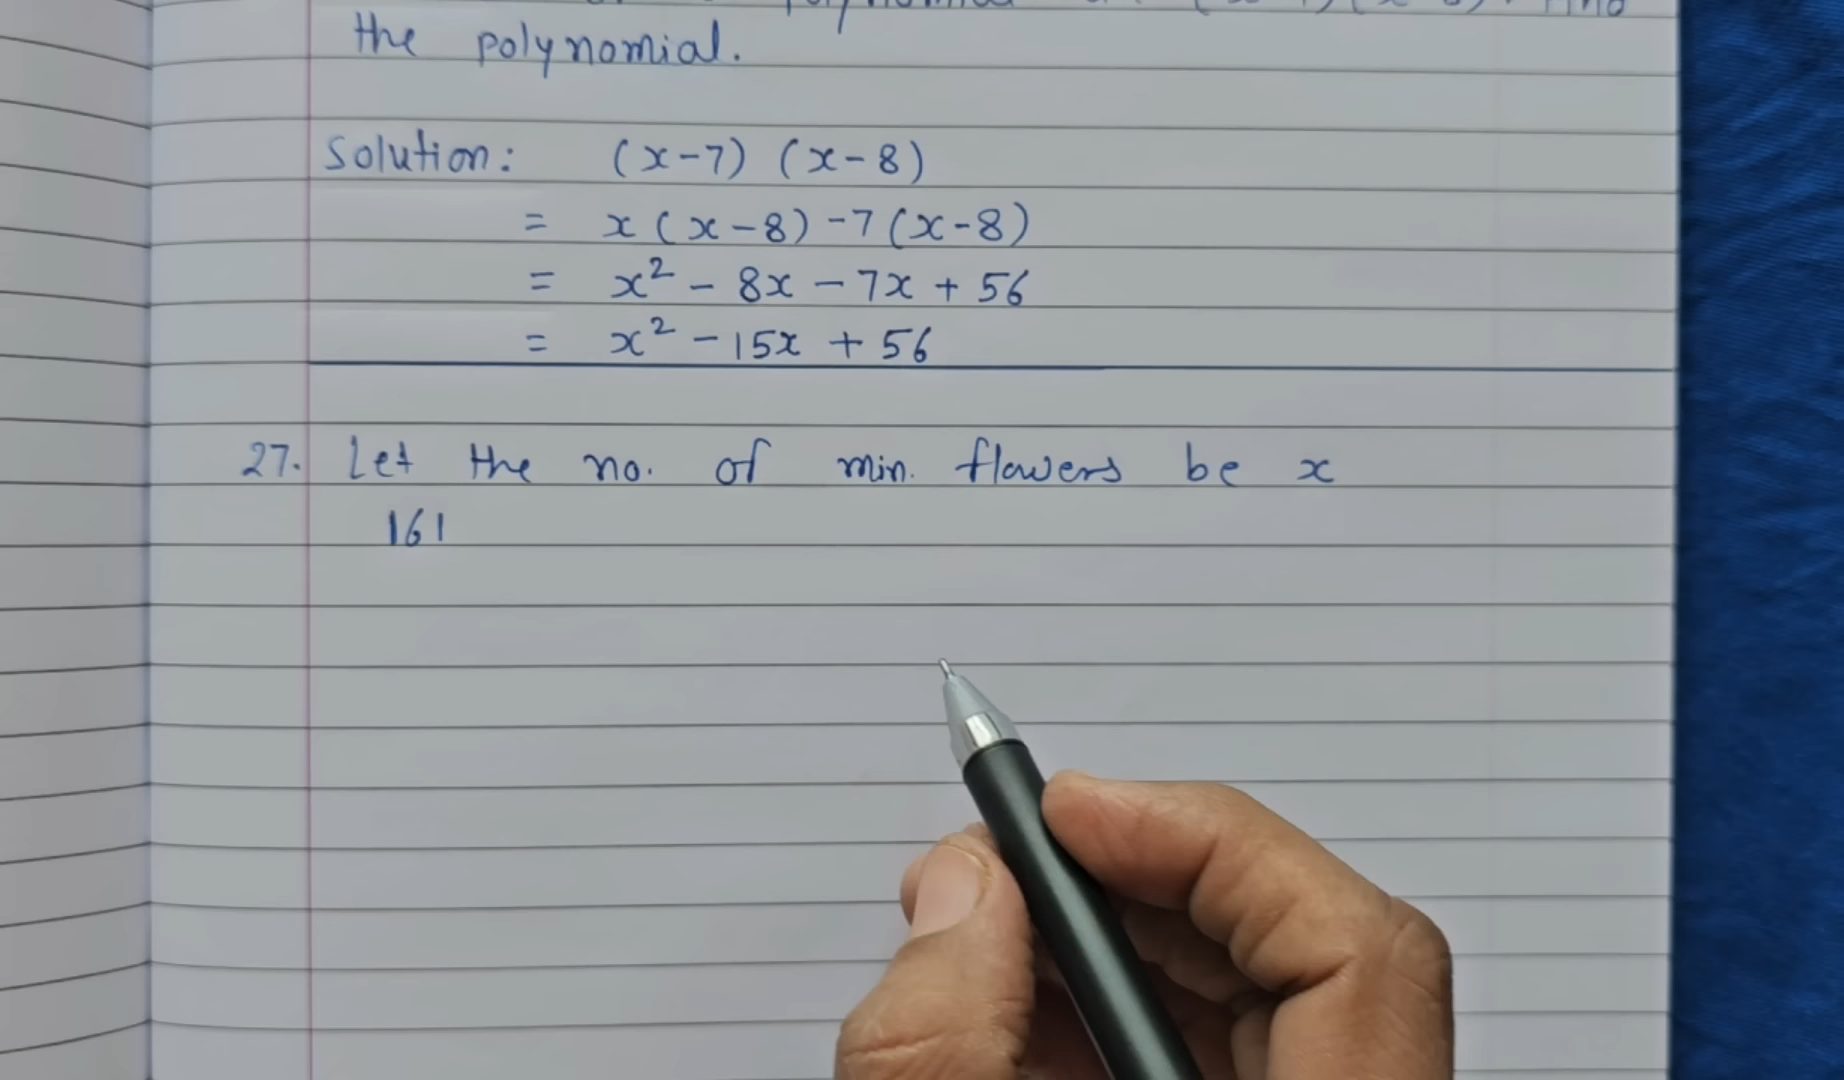 the polynomial.
Solution: (x-7) (x-8)
= x (x-8) -7 (x-8)
= x² - 8x - 7x + 56
= x² - 15x + 56
27. Let the no. of min. flowers be x
161